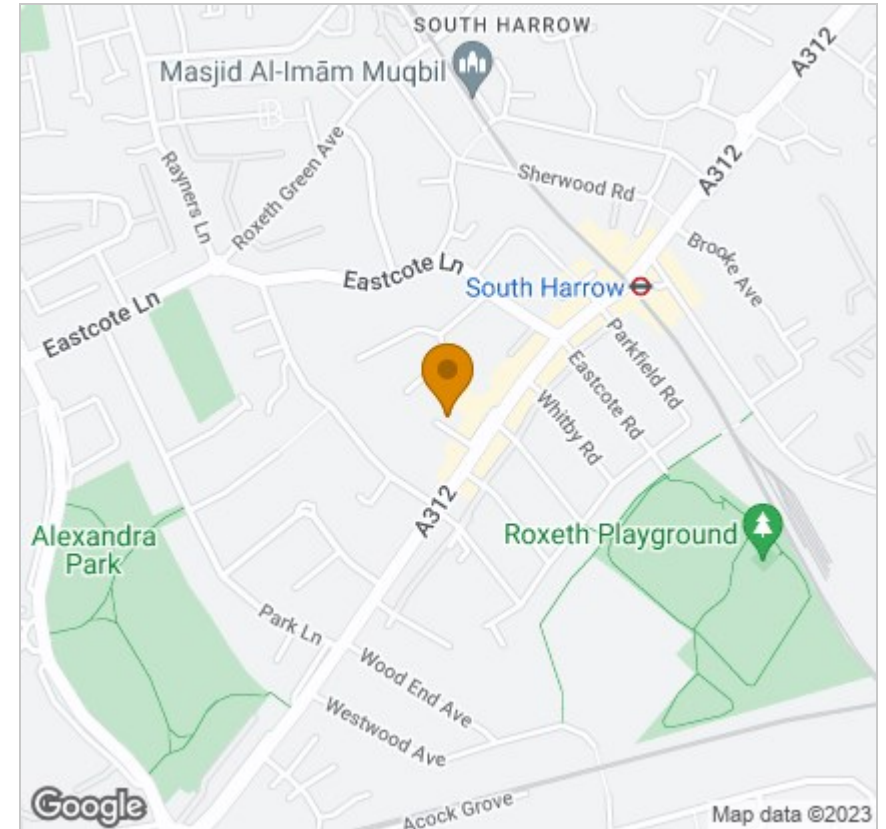 SOUTH HARROW
Masjid Al-Imām Muqbil
A312
Rayners Ln
Roxeth Green Ave
Sherwood Rd
A312
Brooke Ave
Eastcote Ln
South Harrow
Eastcote Ln
Parkfield Rd
Eastcote Rd
Whitby Rd
A312
Alexandra
Park
Roxeth Playground
Park Ln
Wood End Ave
Westwood Ave
Acock Grove
Google
Map data ©2023